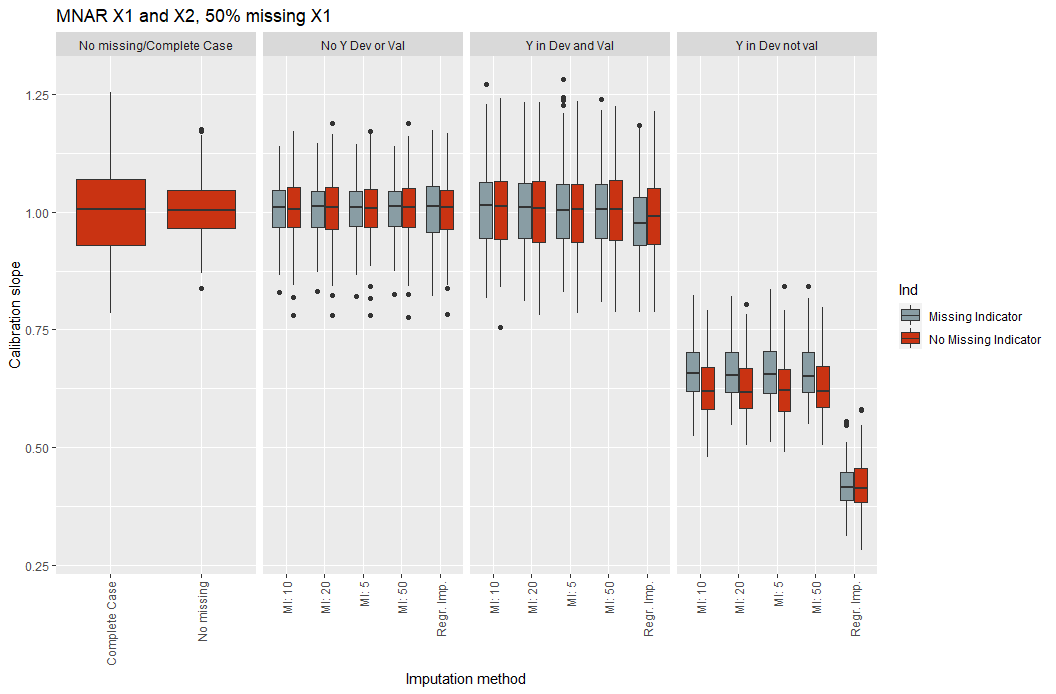 MNAR X1 and X2, 50% missing X1
No missing/Complete Case
No Y Dev or Val
Y in Dev and Val
Y in Dev not val
Calibration slope
1.25
1.00
0.75
0.50
0.25
Complete Case
No missing
MI: 10
MI: 20
MI: 5
MI: 50
Regr. Imp.
MI: 10
MI: 20
MI: 5
MI: 50
Regr. Imp.
MI: 10
MI: 20
MI: 5
MI: 50
Regr. Imp.
Imputation method
Ind
Missing Indicator
No Missing Indicator